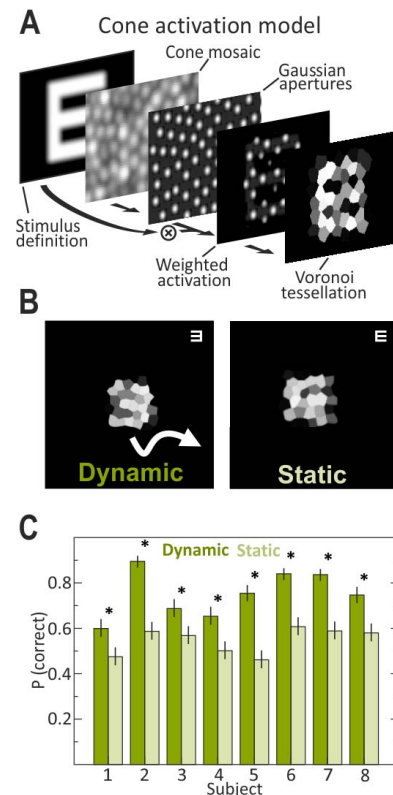 A
Cone activation model
Cone mosaic
Gaussian
apertures
Stimulus
definition
Weighted
activation
Voronoi
tessellation
B
E
E
Dynamic
Static
C
Dynamic Static
* * * * * * * *
P (correct)
0.8
0.6
0.4
0.2
1 2 3 4 5 6 7 8
Subject